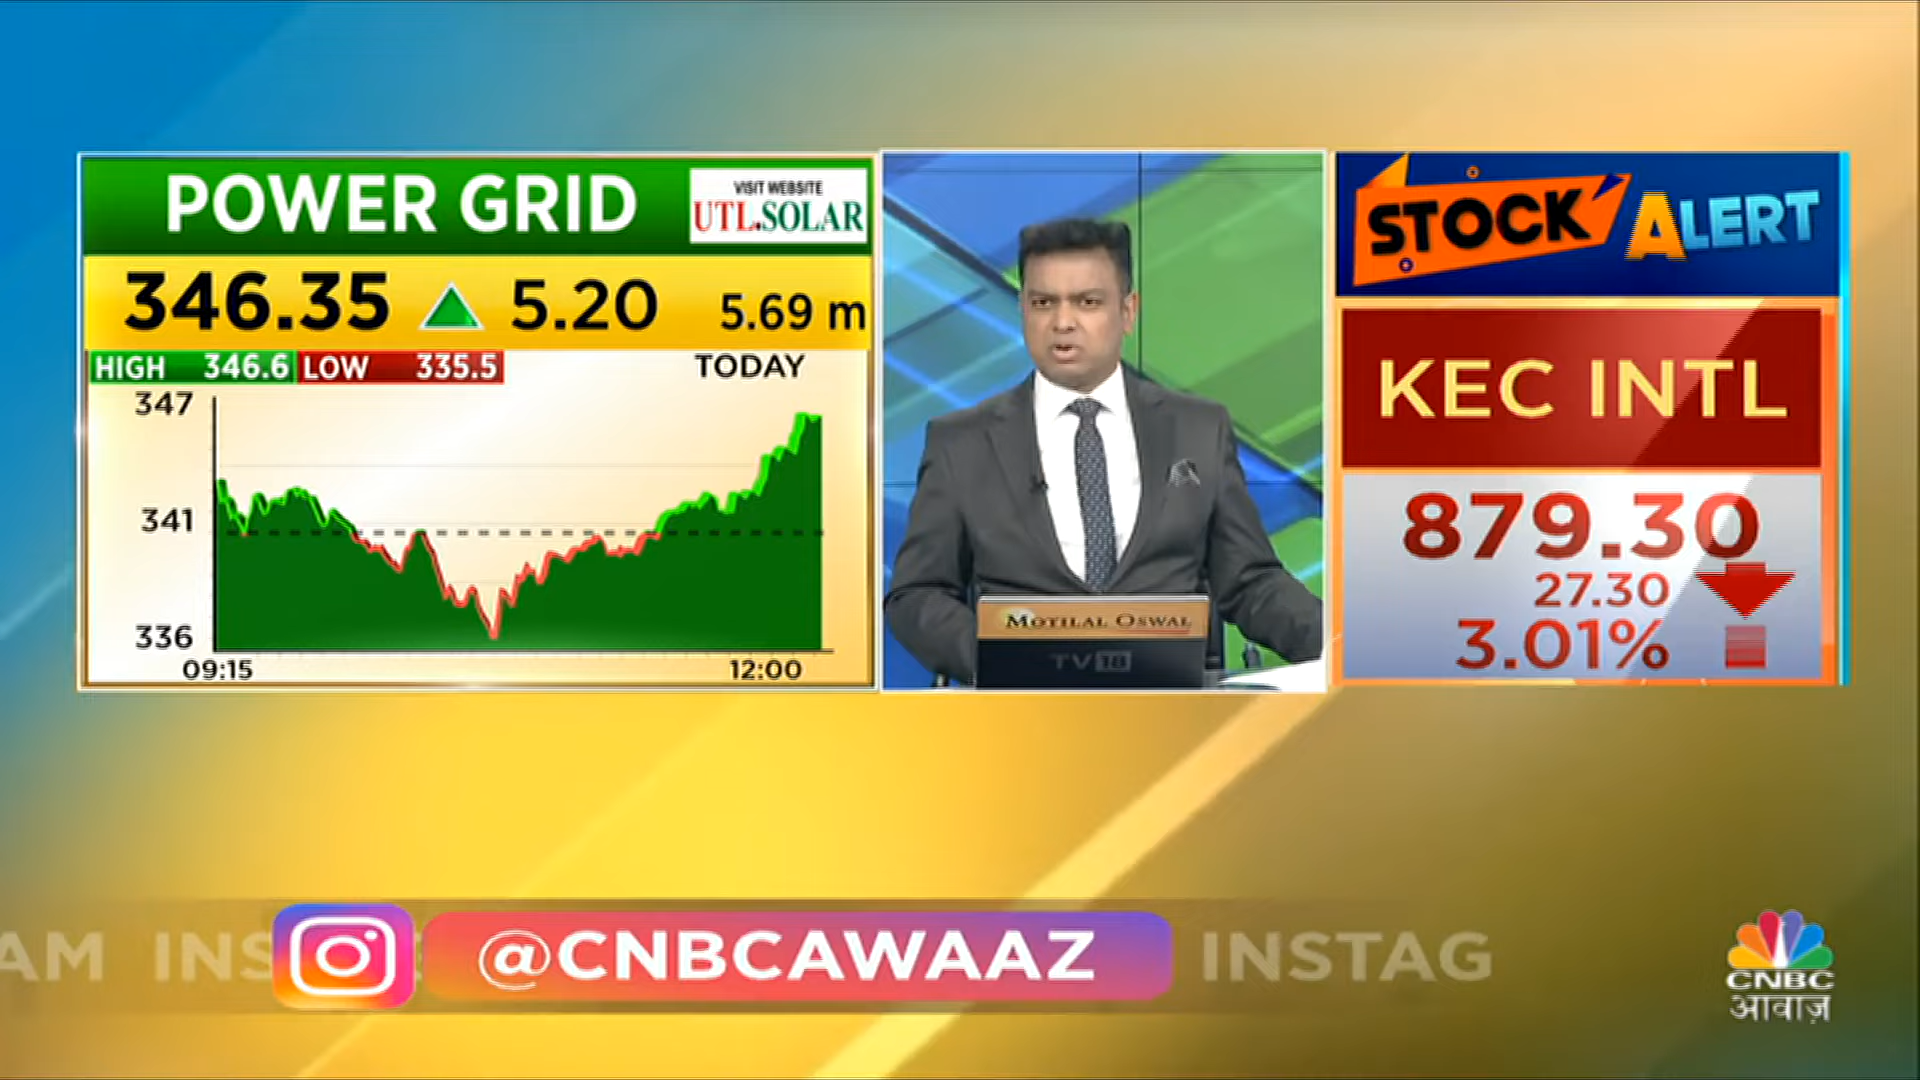 POWER GRID
VISIT WEBSITE
UTL.SOLAR
346.35 5.20 5.69 m
HIGH 346.6 LOW 335.5 TODAY
347
341
336
09:15 12:00
MOTILAL OSWAL
TV18
STOCK ALERT
KEC INTL
879.30
27.30
3.01%
AM INS @CNBCAWAAZ INSTAG
CNBC
आवाज़